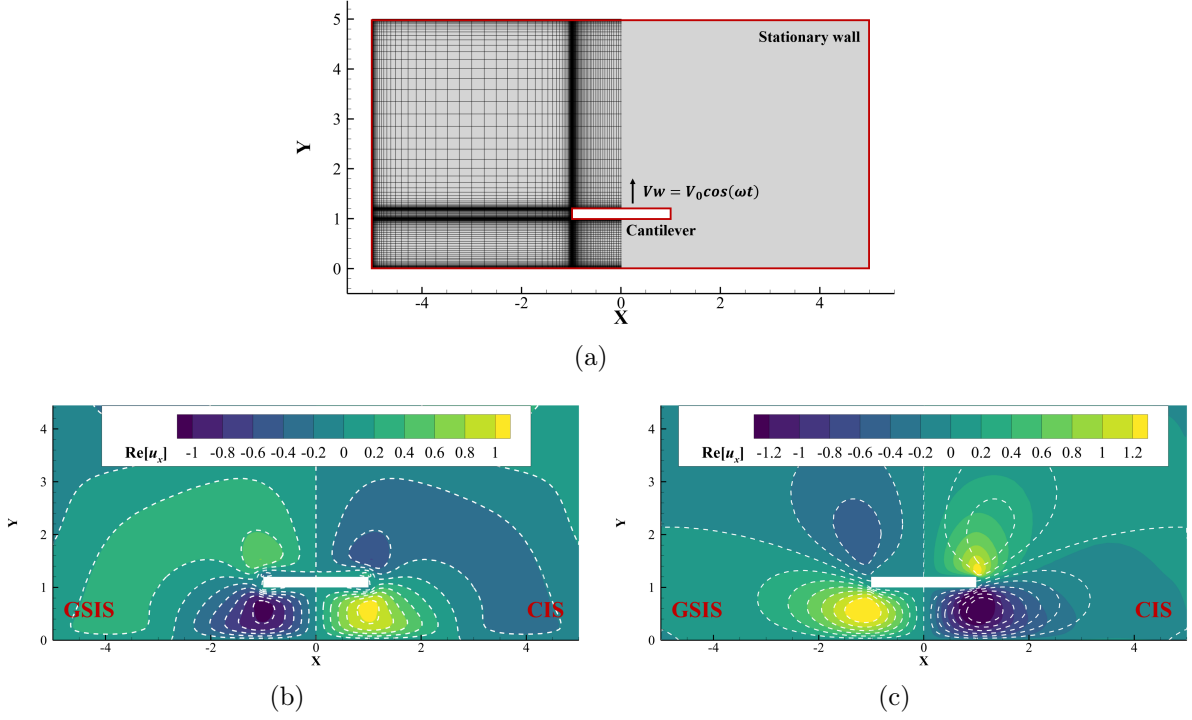 5
Stationary wall
4
3
Y
2
Vw = V₀cos(ωt)
1
Cantilever
0
-4 -2 0 2 4
X
(a)
4
Re[uₓ] -1 -0.8 -0.6 -0.4 -0.2 0 0.2 0.4 0.6 0.8 1
3
Y
2
1
GSIS CIS
0
-4 -2 0 2 4
X
(b)
4
Re[uₓ] -1.2 -1 -0.8 -0.6 -0.4 -0.2 0 0.2 0.4 0.6 0.8 1 1.2
3
Y
2
1
GSIS CIS
0
-4 -2 0 2 4
X
(c)